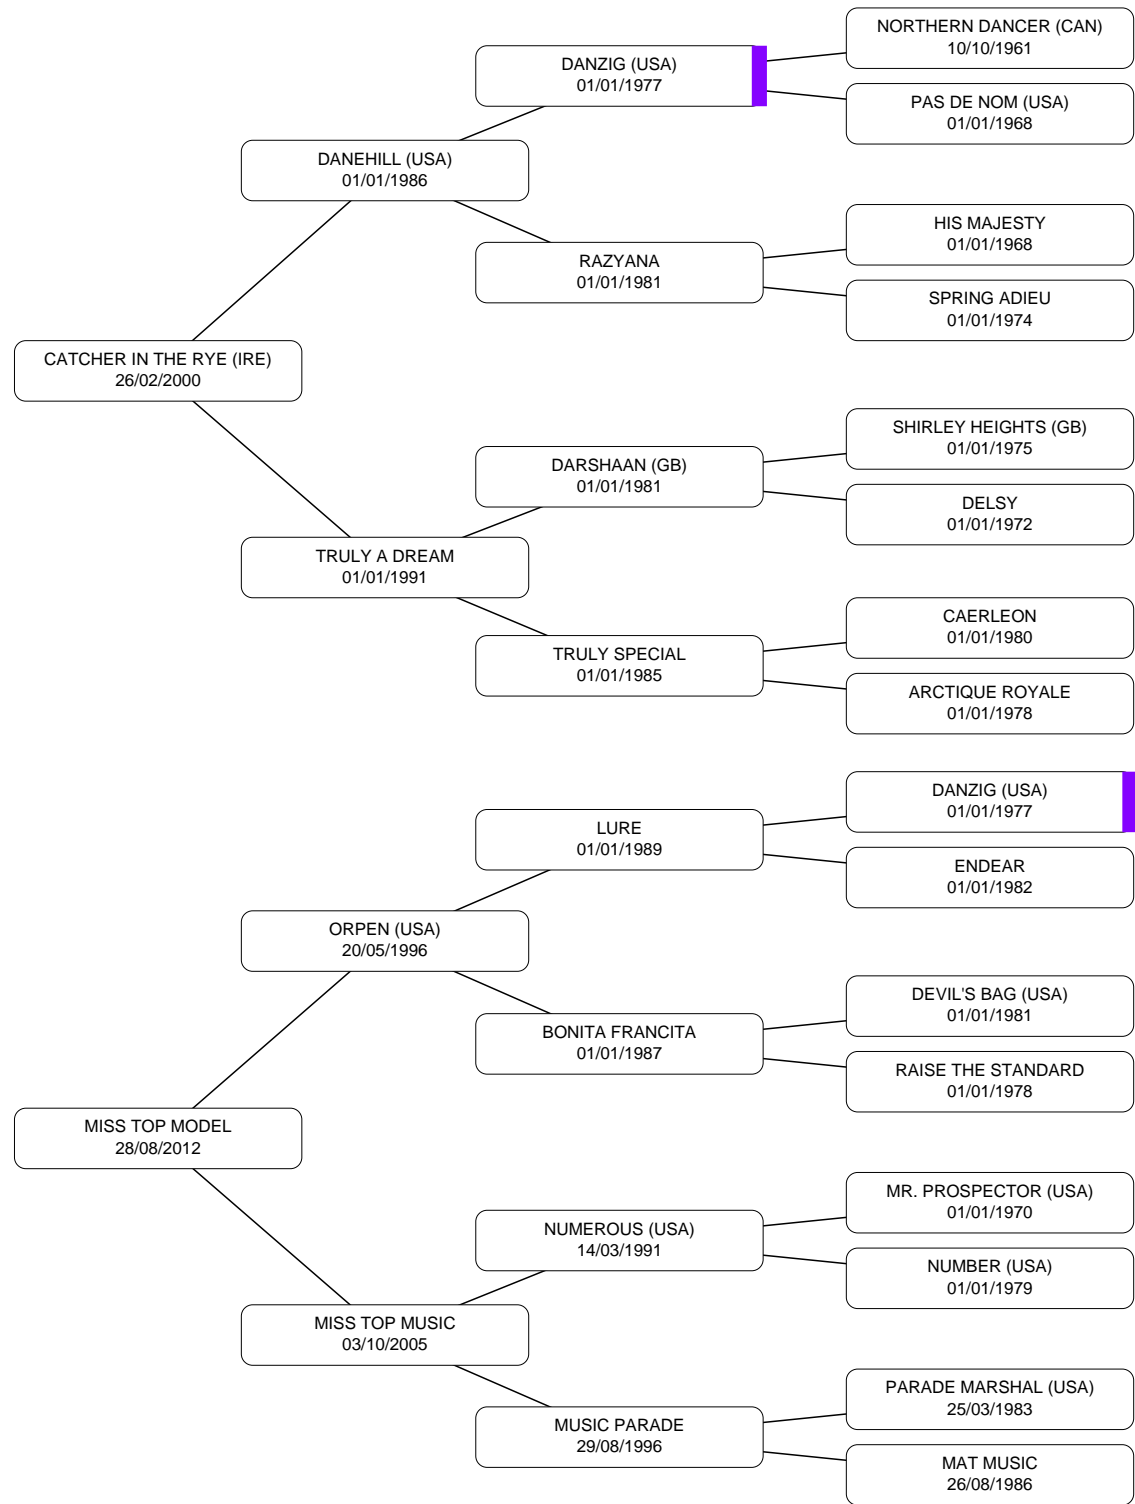 NORTHERN DANCER (CAN)
10/10/1961
DANZIG (USA)
01/01/1977
PAS DE NOM (USA)
01/01/1968
DANEHILL (USA)
01/01/1986
HIS MAJESTY
01/01/1968
RAZYANA
01/01/1981
SPRING ADIEU
01/01/1974
CATCHER IN THE RYE (IRE)
26/02/2000
SHIRLEY HEIGHTS (GB)
01/01/1975
DARSHAAN (GB)
01/01/1981
DELSY
01/01/1972
TRULY A DREAM
01/01/1991
CAERLEON
01/01/1980
TRULY SPECIAL
01/01/1985
ARCTIQUE ROYALE
01/01/1978
DANZIG (USA)
01/01/1977
LURE
01/01/1989
ENDEAR
01/01/1982
ORPEN (USA)
20/05/1996
DEVIL'S BAG (USA)
01/01/1981
BONITA FRANCITA
01/01/1987
RAISE THE STANDARD
01/01/1978
MISS TOP MODEL
28/08/2012
MR. PROSPECTOR (USA)
01/01/1970
NUMEROUS (USA)
14/03/1991
NUMBER (USA)
01/01/1979
MISS TOP MUSIC
03/10/2005
PARADE MARSHAL (USA)
25/03/1983
MUSIC PARADE
29/08/1996
MAT MUSIC
26/08/1986